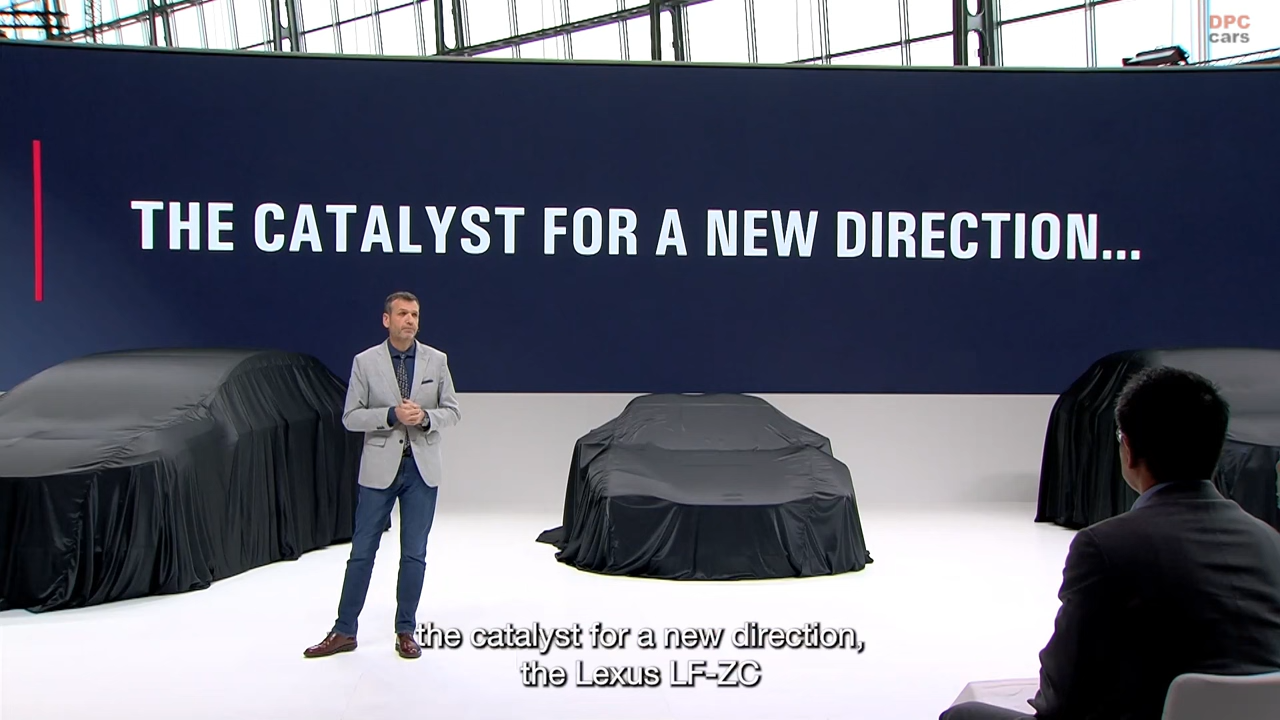 DPC
cars
THE CATALYST FOR A NEW DIRECTION...
the catalyst for a new direction,
the Lexus LF-ZC